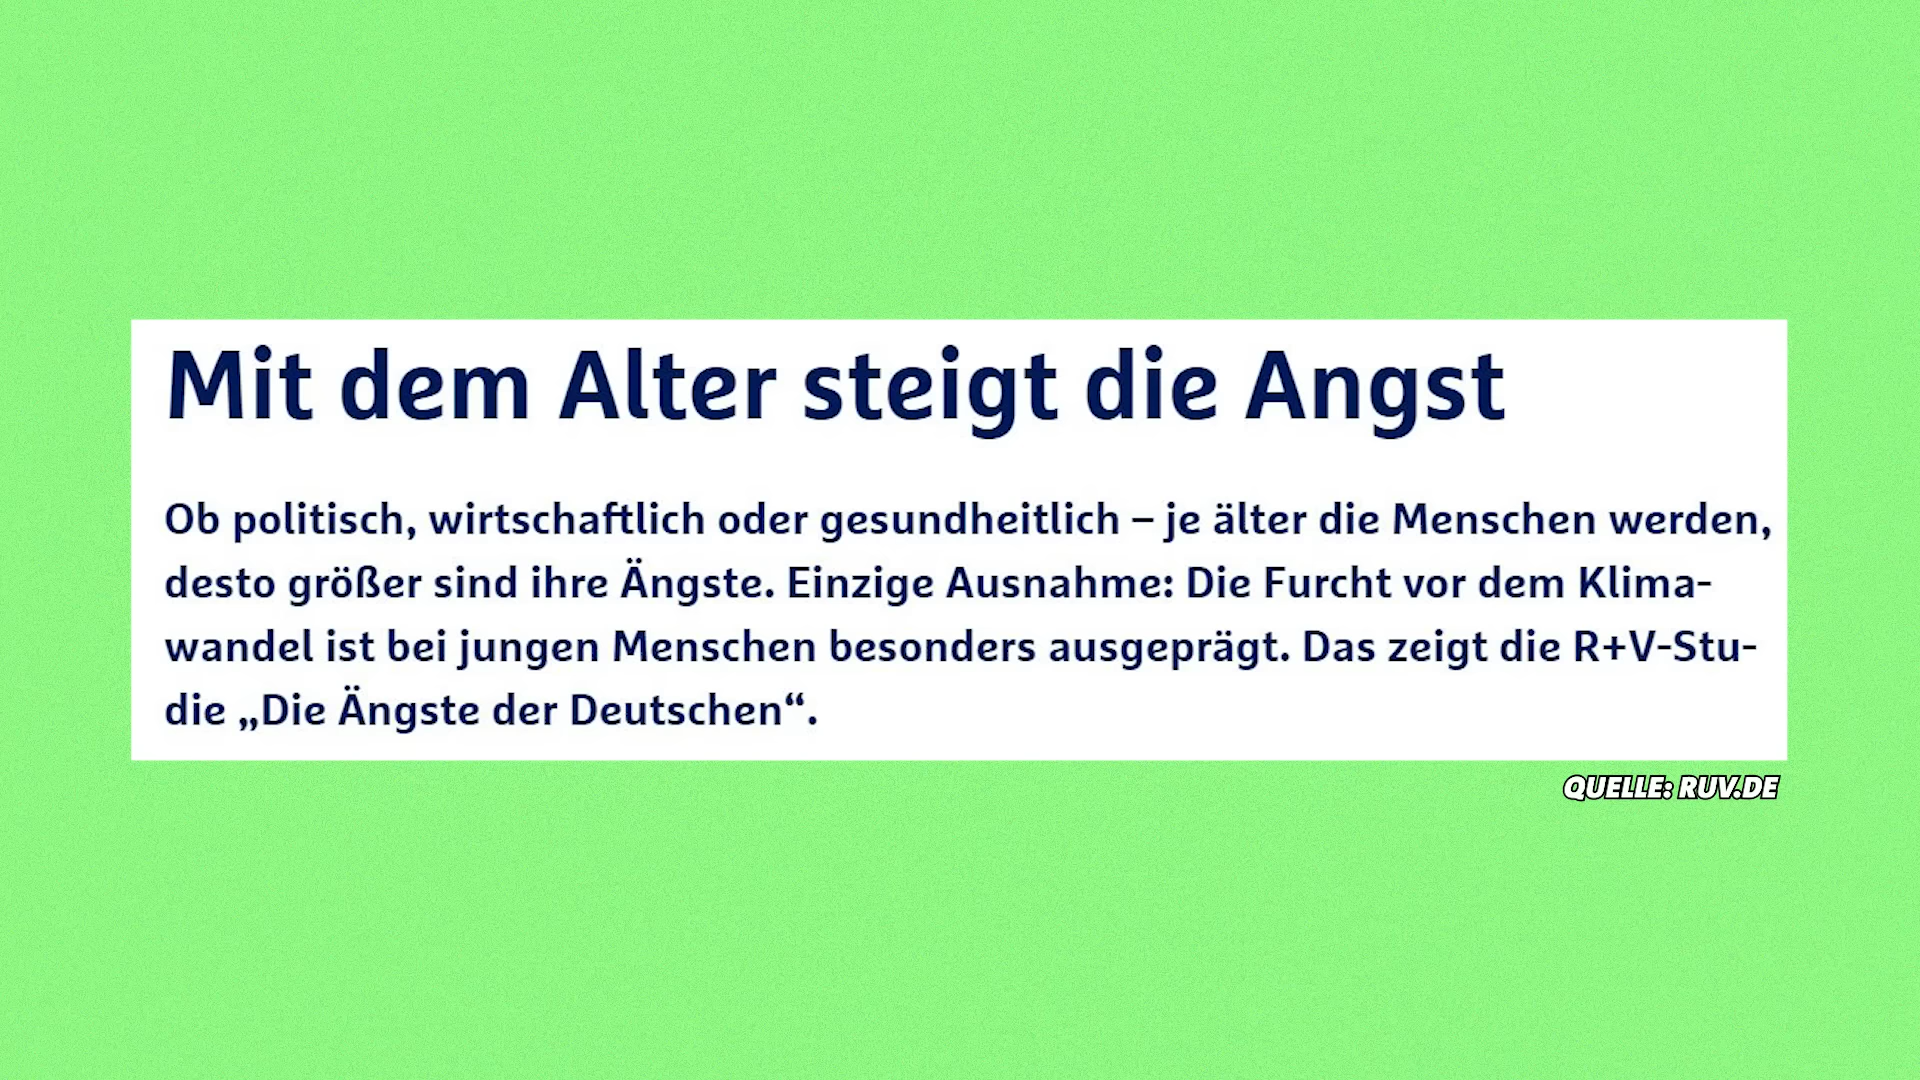 Mit dem Alter steigt die Angst
Ob politisch, wirtschaftlich oder gesundheitlich – je älter die Menschen werden,
desto größer sind ihre Ängste. Einzige Ausnahme: Die Furcht vor dem Klima-
wandel ist bei jungen Menschen besonders ausgeprägt. Das zeigt die R+V-Stu-
die „Die Ängste der Deutschen“.
QUELLE: RUV.DE